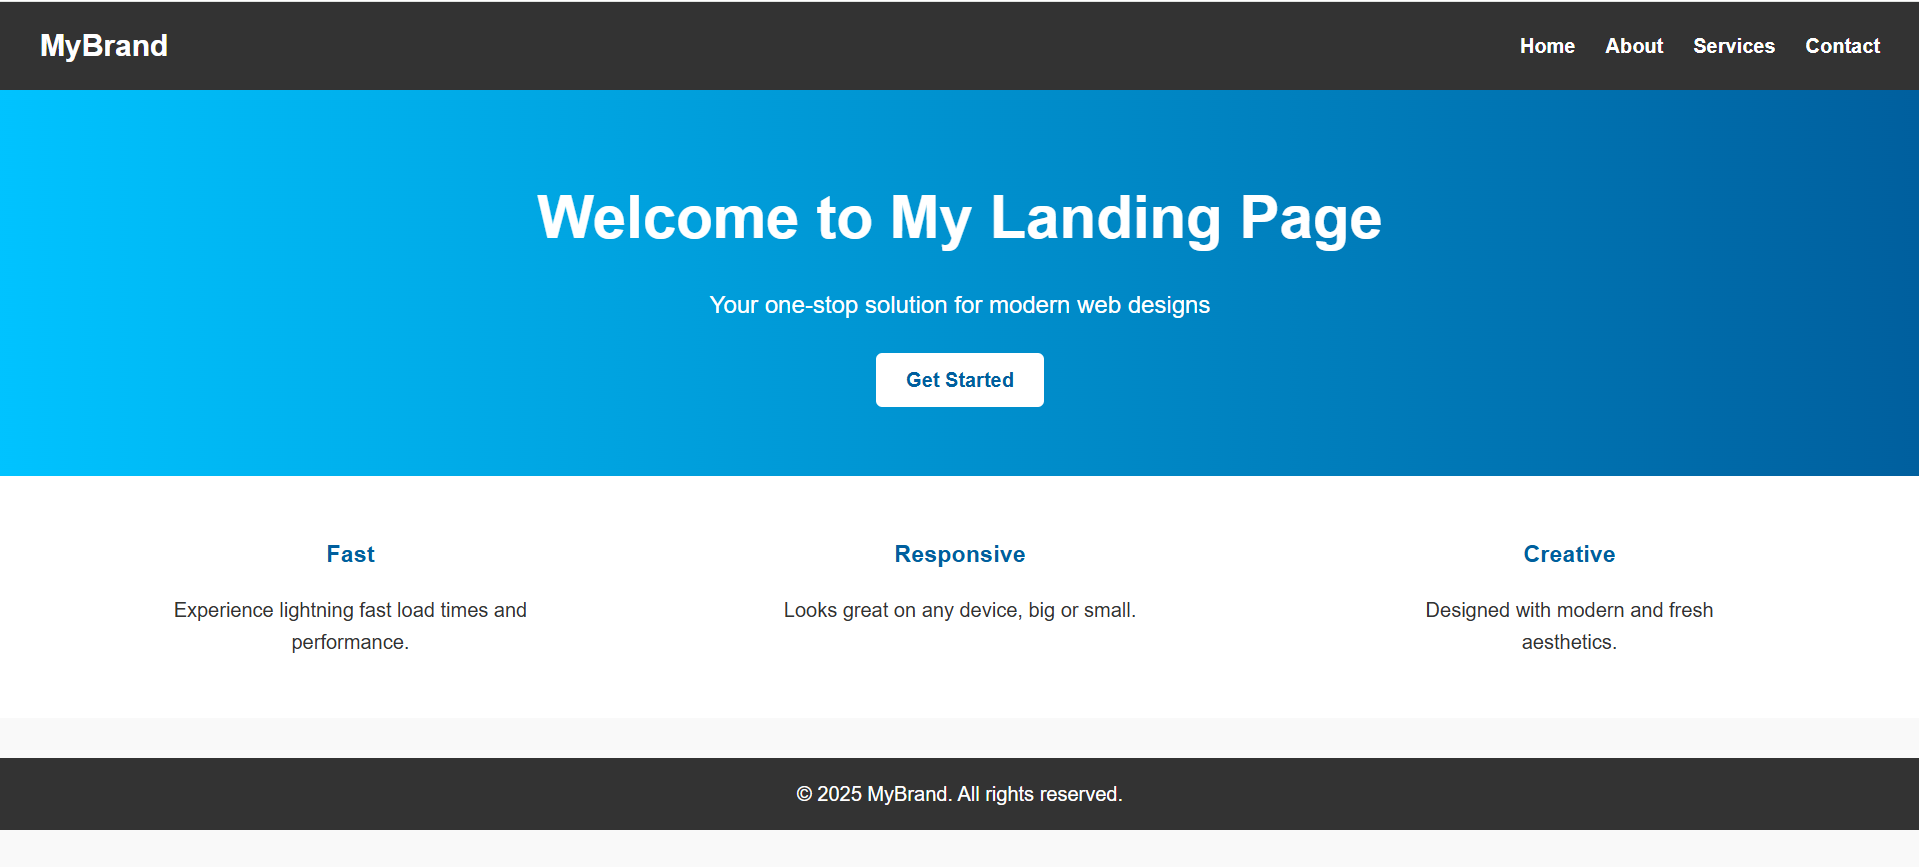 MyBrand
Home About Services Contact
Welcome to My Landing Page
Your one-stop solution for modern web designs
Get Started
Fast
Experience lightning fast load times and
performance.
Responsive
Looks great on any device, big or small.
Creative
Designed with modern and fresh
aesthetics.
© 2025 MyBrand. All rights reserved.